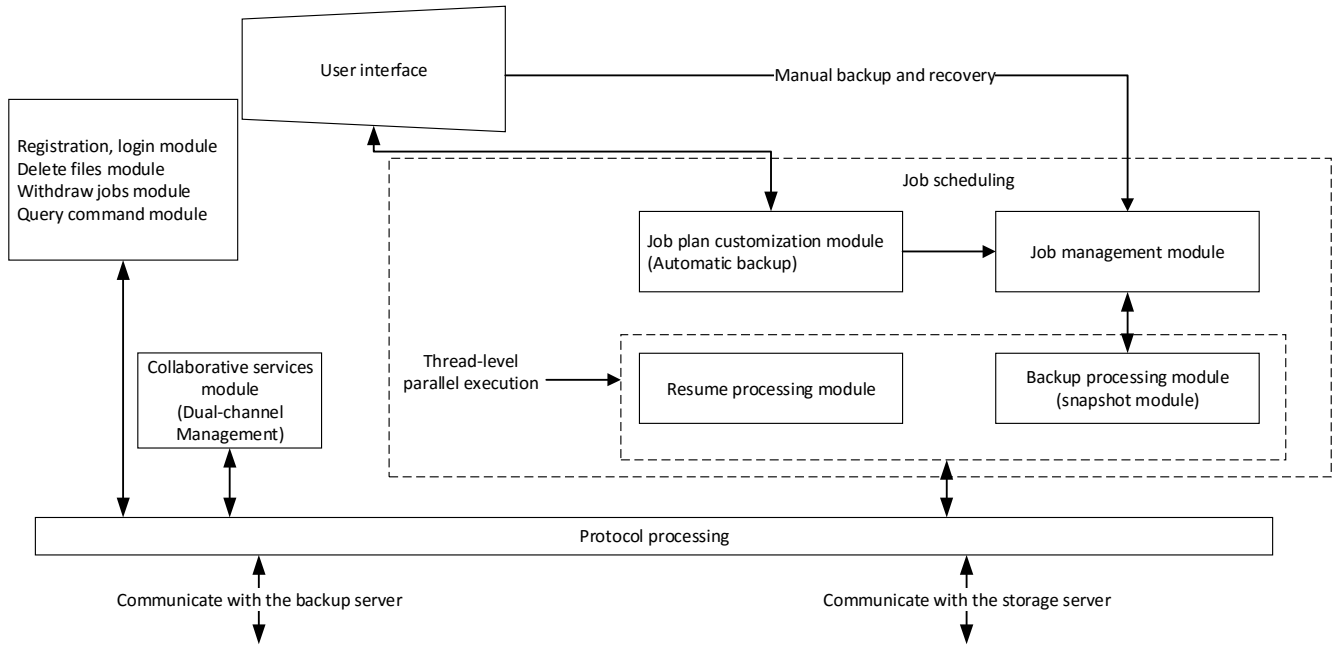 User interface
Manual backup and recovery
Registration, login module
Delete files module
Withdraw jobs module
Query command module
Job scheduling
Job plan customization module
(Automatic backup)
Job management module
Collaborative services
module
(Dual-channel
Management)
Thread-level
parallel execution
Resume processing module
Backup processing module
(snapshot module)
Protocol processing
Communicate with the backup server
Communicate with the storage server